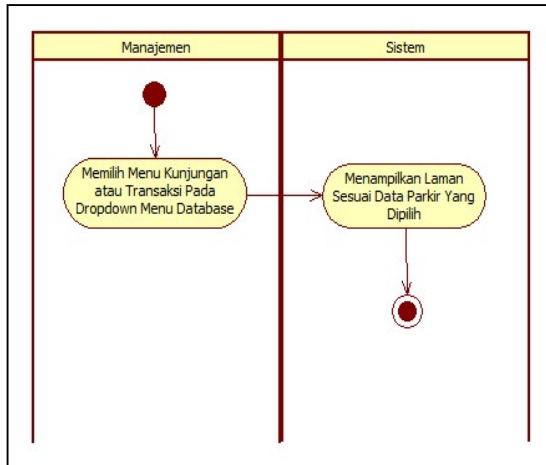 Manajemen
Sistem
Memilih Menu Kunjungan
atau Transaksi Pada
Dropdown Menu Database
Menampilkan Laman
Sesuai Data Parkir Yang
Dipilih